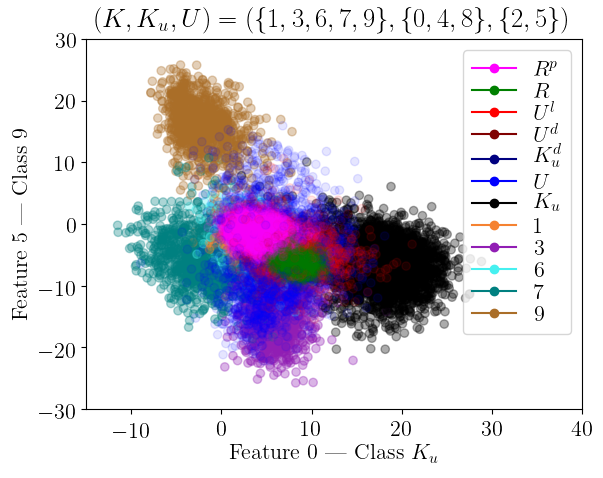 (K, K_u, U) = ({1, 3, 6, 7, 9}, {0, 4, 8}, {2, 5})
30
20
10
0
−10
−20
−30
Feature 5 — Class 9
R^p
R
U^l
U^d
K_u^d
U
K_u
1
3
6
7
9
−10
0
10
20
30
40
Feature 0 — Class K_u